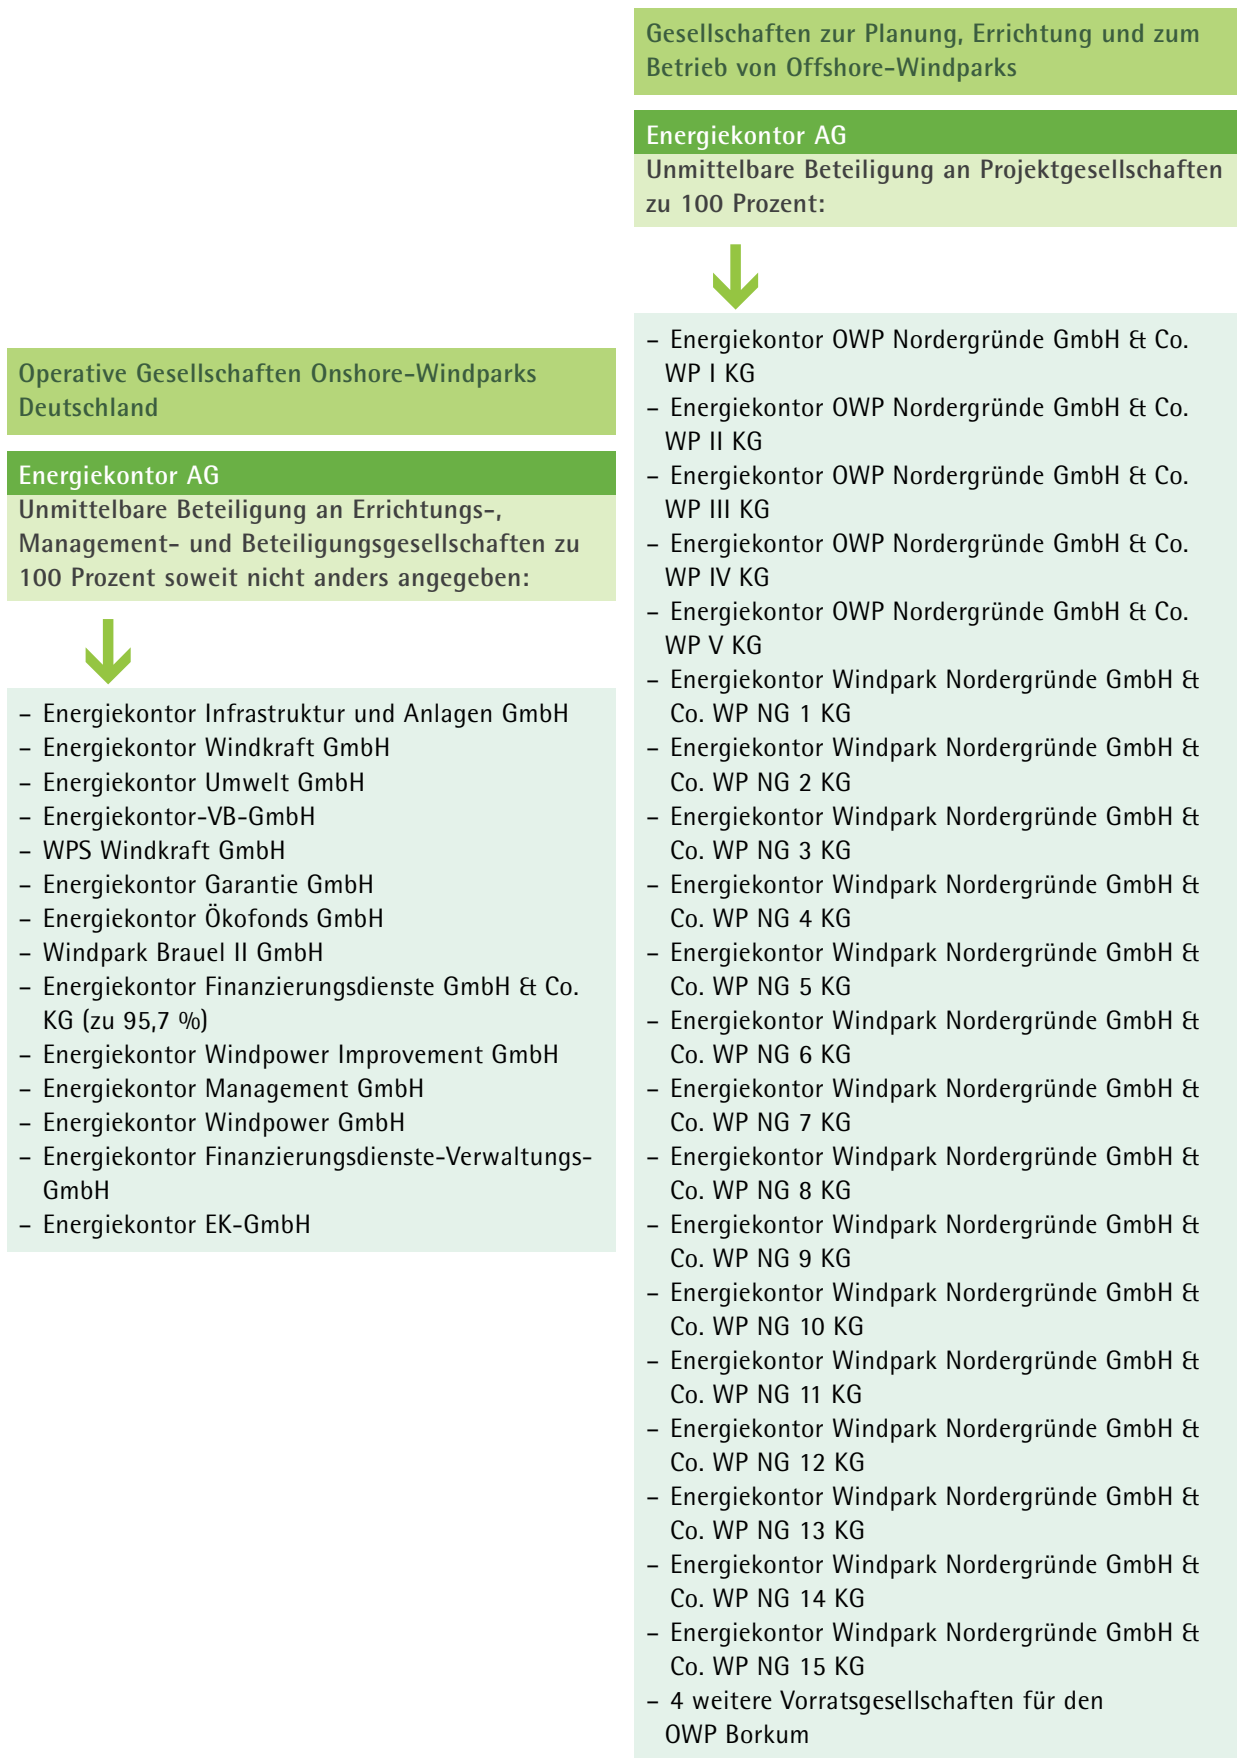 Operative Gesellschaften Onshore-Windparks
Deutschland
Energiekontor AG
Unmittelbare Beteiligung an Errichtungs-,
Management- und Beteiligungsgesellschaften zu
100 Prozent soweit nicht anders angegeben:
– Energiekontor Infrastruktur und Anlagen GmbH
– Energiekontor Windkraft GmbH
– Energiekontor Umwelt GmbH
– Energiekontor-VB-GmbH
– WPS Windkraft GmbH
– Energiekontor Garantie GmbH
– Energiekontor Ökofonds GmbH
– Windpark Brauel II GmbH
– Energiekontor Finanzierungsdienste GmbH & Co.
KG (zu 95,7 %)
– Energiekontor Windpower Improvement GmbH
– Energiekontor Management GmbH
– Energiekontor Windpower GmbH
– Energiekontor Finanzierungsdienste-Verwaltungs-
GmbH
– Energiekontor EK-GmbH
Gesellschaften zur Planung, Errichtung und zum
Betrieb von Offshore-Windparks
Energiekontor AG
Unmittelbare Beteiligung an Projektgesellschaften
zu 100 Prozent:
– Energiekontor OWP Nordergründe GmbH & Co.
WP I KG
– Energiekontor OWP Nordergründe GmbH & Co.
WP II KG
– Energiekontor OWP Nordergründe GmbH & Co.
WP III KG
– Energiekontor OWP Nordergründe GmbH & Co.
WP IV KG
– Energiekontor OWP Nordergründe GmbH & Co.
WP V KG
– Energiekontor Windpark Nordergründe GmbH &
Co. WP NG 1 KG
– Energiekontor Windpark Nordergründe GmbH &
Co. WP NG 2 KG
– Energiekontor Windpark Nordergründe GmbH &
Co. WP NG 3 KG
– Energiekontor Windpark Nordergründe GmbH &
Co. WP NG 4 KG
– Energiekontor Windpark Nordergründe GmbH &
Co. WP NG 5 KG
– Energiekontor Windpark Nordergründe GmbH &
Co. WP NG 6 KG
– Energiekontor Windpark Nordergründe GmbH &
Co. WP NG 7 KG
– Energiekontor Windpark Nordergründe GmbH &
Co. WP NG 8 KG
– Energiekontor Windpark Nordergründe GmbH &
Co. WP NG 9 KG
– Energiekontor Windpark Nordergründe GmbH &
Co. WP NG 10 KG
– Energiekontor Windpark Nordergründe GmbH &
Co. WP NG 11 KG
– Energiekontor Windpark Nordergründe GmbH &
Co. WP NG 12 KG
– Energiekontor Windpark Nordergründe GmbH &
Co. WP NG 13 KG
– Energiekontor Windpark Nordergründe GmbH &
Co. WP NG 14 KG
– Energiekontor Windpark Nordergründe GmbH &
Co. WP NG 15 KG
– 4 weitere Vorratsgesellschaften für den
OWP Borkum